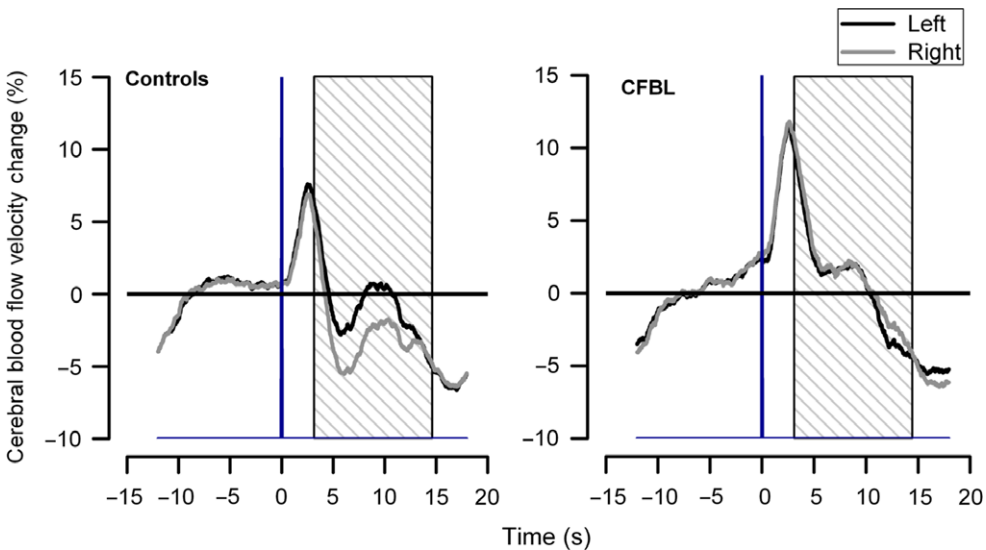 Left
Right
Cerebral blood flow velocity change (%)
Controls
15
10
5
0
−5
−10
−15 −10 −5 0 5 10 15 20
CFBL
15
10
5
0
−5
−10
−15 −10 −5 0 5 10 15 20
Time (s)